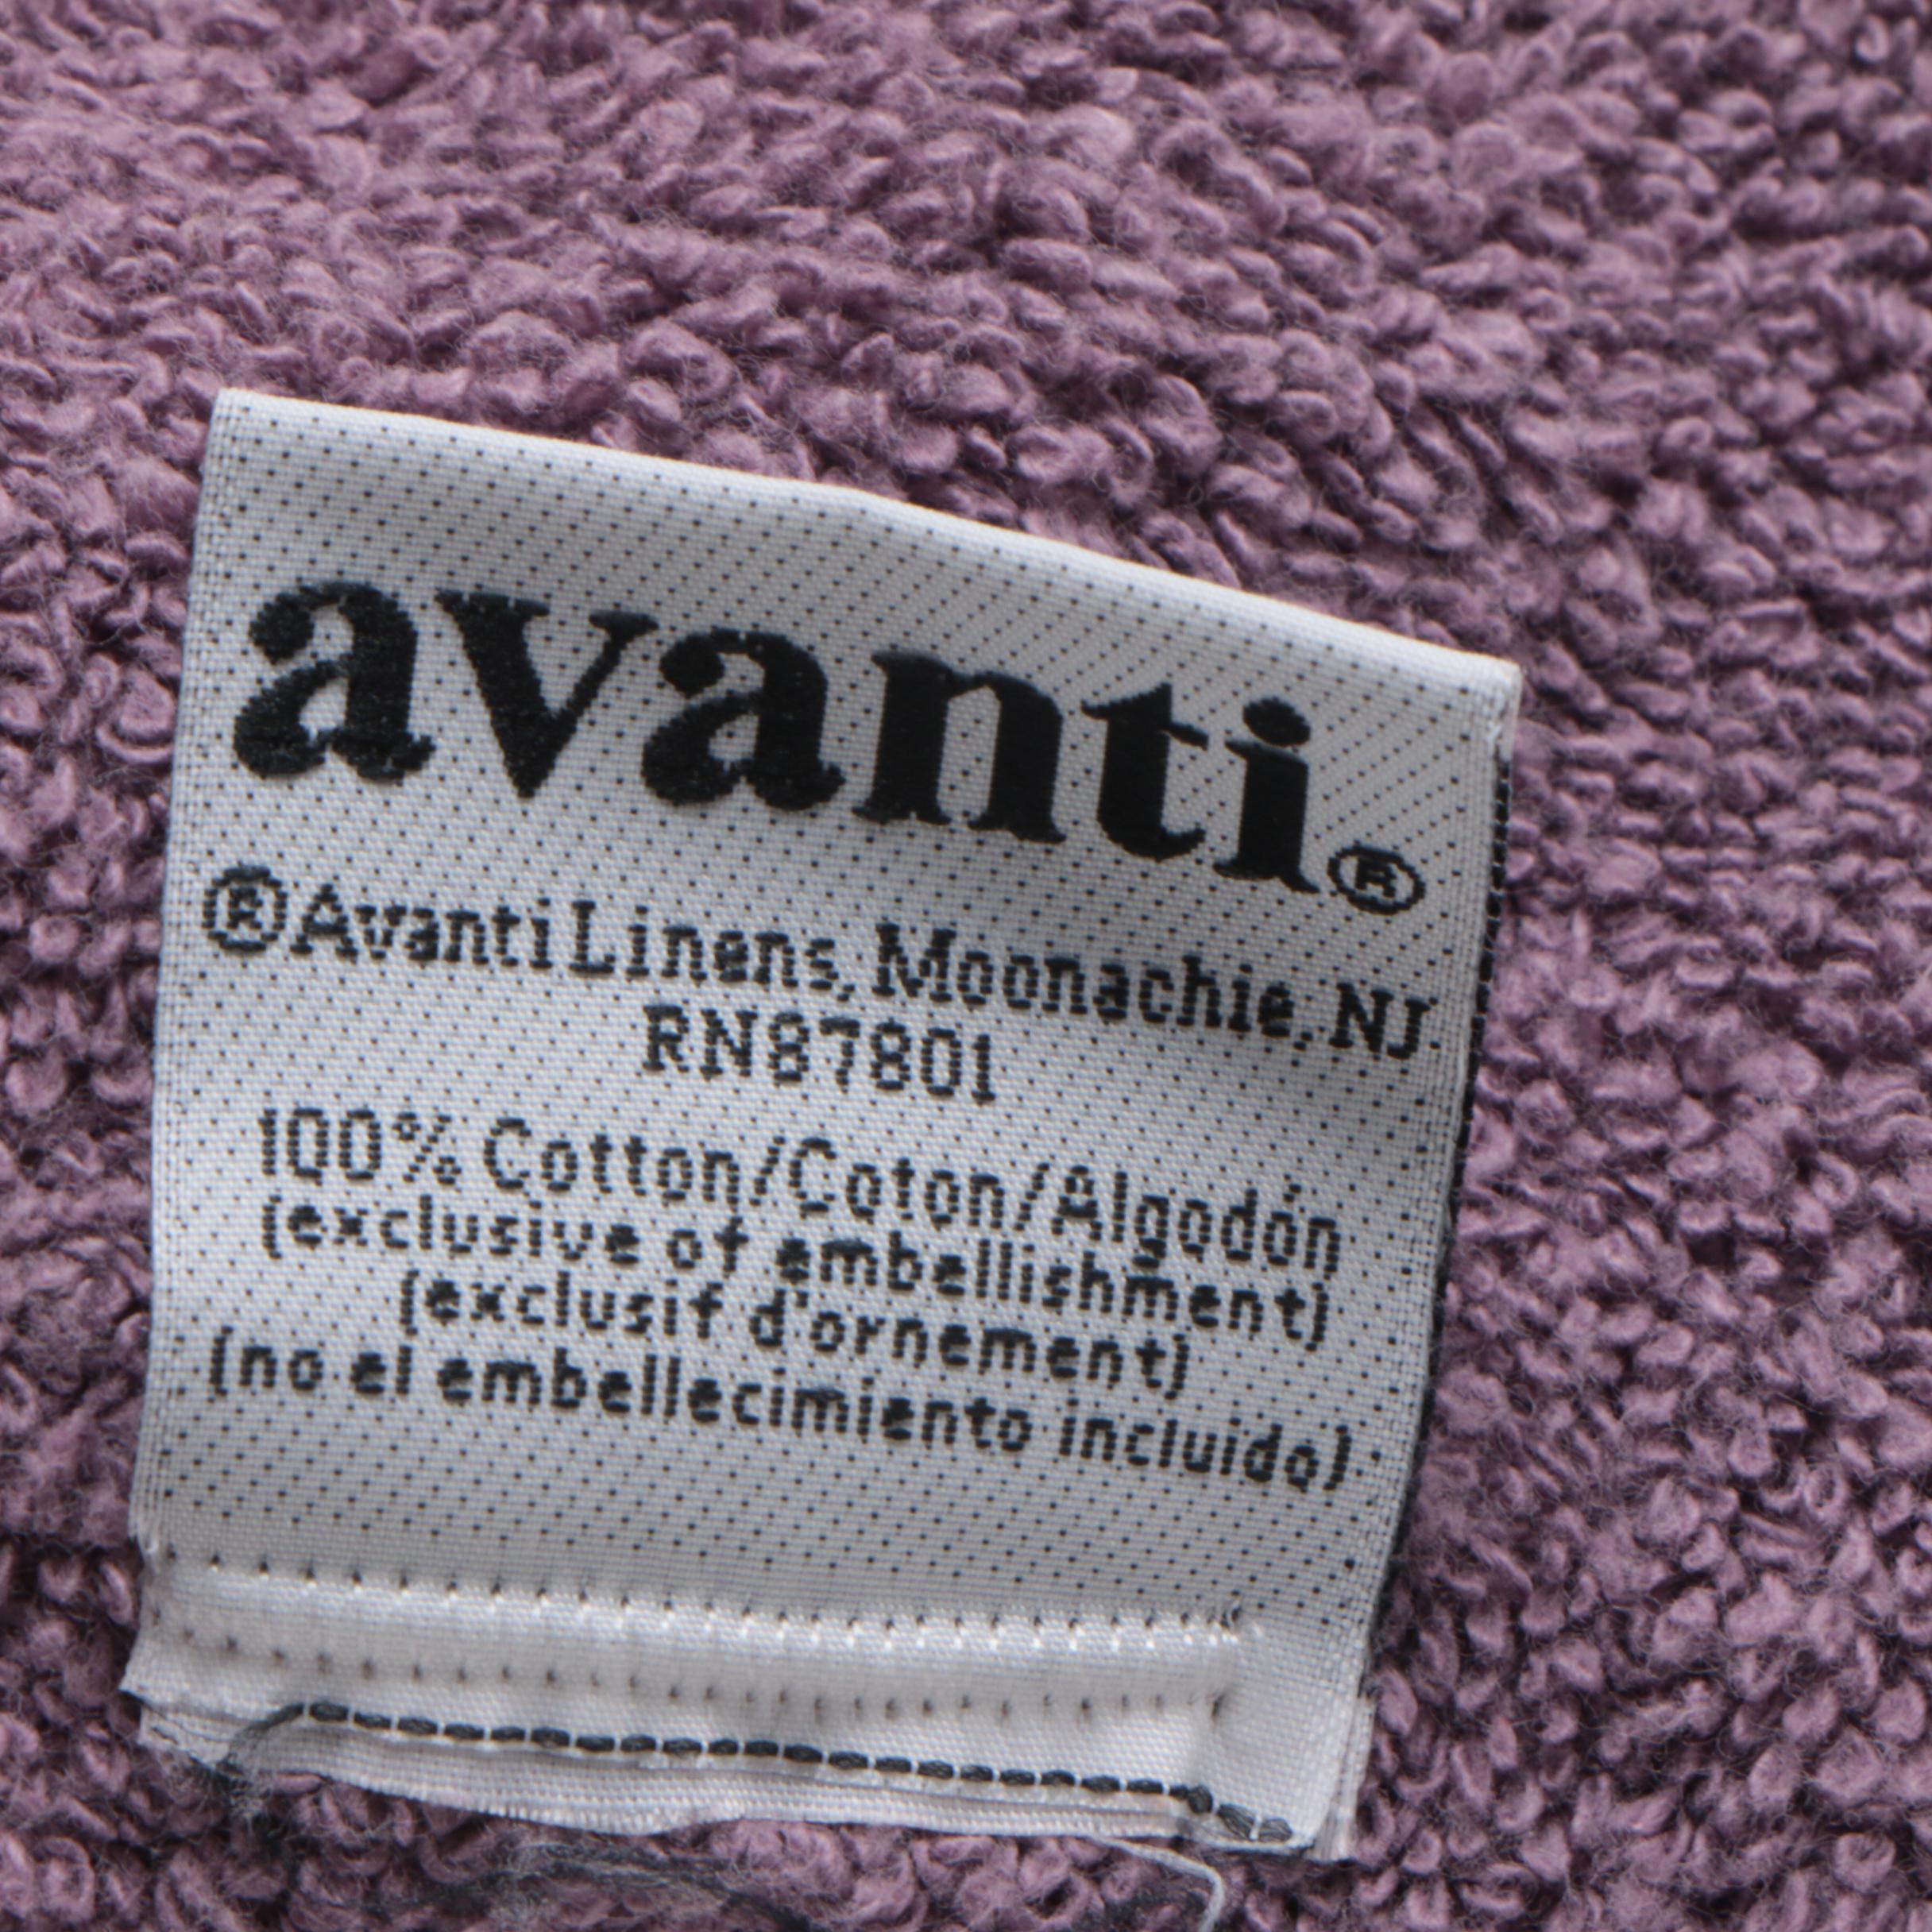 avanti®
®Avanti Linens, Moonachie, NJ
RN87801
100% Cotton/Coton/Algodón
(exclusive of embellishment)
(exclusif d'ornement)
(no el embellecimiento incluido)